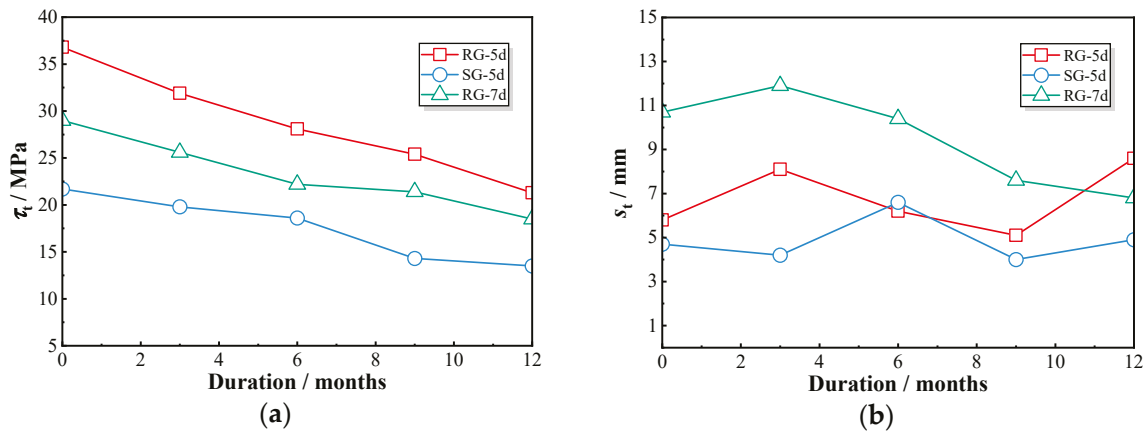 40
35
30
25
20
15
10
5
τt / MPa
0 2 4 6 8 10 12
Duration / months
RG-5d
SG-5d
RG-7d
(a)
15
13
11
9
7
5
3
1
st / mm
0 2 4 6 8 10 12
Duration / months
RG-5d
SG-5d
RG-7d
(b)